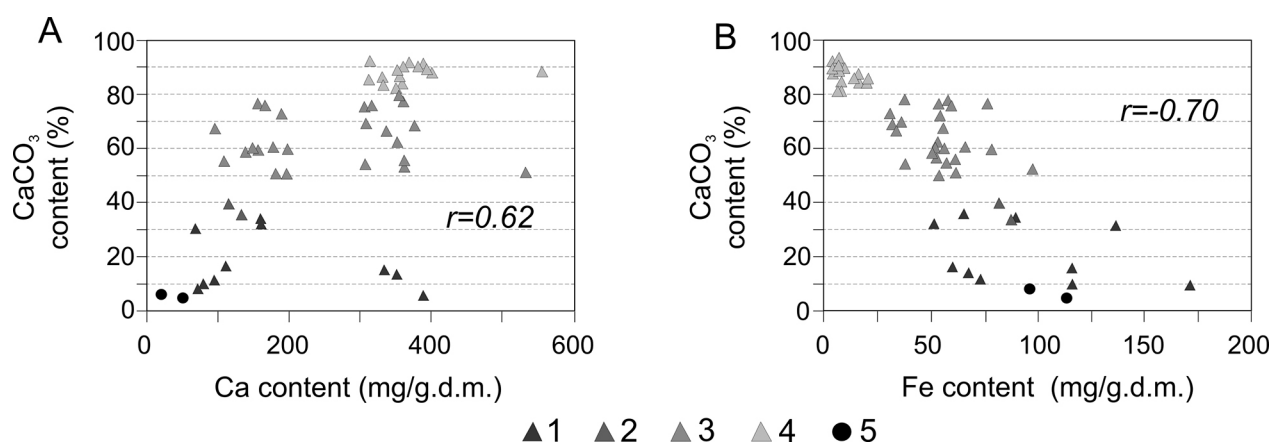 A
CaCO3
content (%)
100
80
60
40
20
0
r=0.62
0 200 400 600
Ca content (mg/g.d.m.)
B
CaCO3
content (%)
100
80
60
40
20
0
r=-0.70
0 50 100 150 200
Fe content (mg/g.d.m.)
1 2 3 4 5